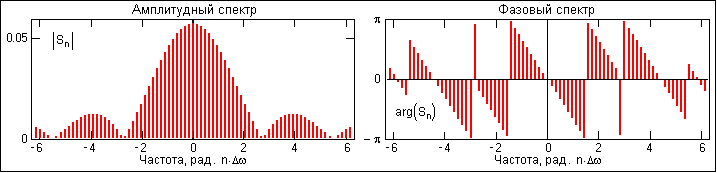 Амплитудный спектр
0.05
|Sn|
0
-6 -4 -2 0 2 4 6
Частота, рад. n·Δω
Фазовый спектр
π
0
arg(Sn)
-π
-6 -4 -2 0 2 4 6
Частота, рад. n·Δω